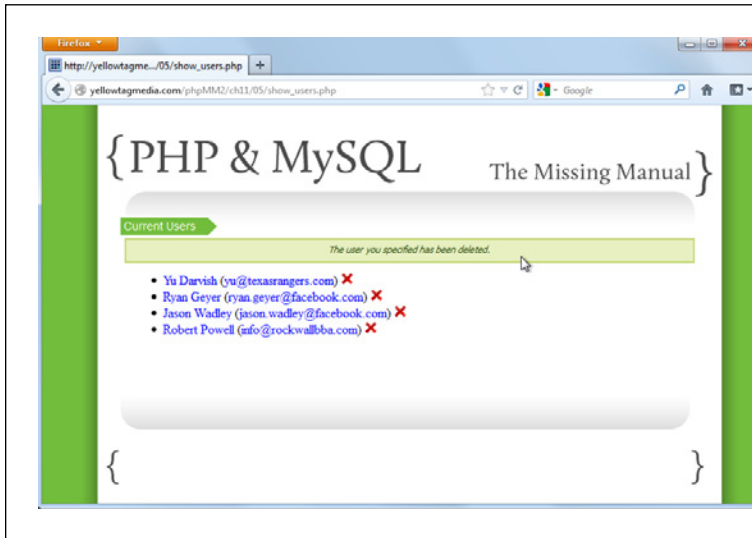 Firefox
http://yellowtagme.../05/show_users.php
yellowtagmedia.com/phpMM2/ch11/05/show_users.php
Google
{PHP & MySQL
The Missing Manual}
Current Users
The user you specified has been deleted.
• Yu Darvish (yu@texasrangers.com)
• Ryan Geyer (ryan.geyer@facebook.com)
• Jason Wadley (jason.wadley@facebook.com)
• Robert Powell (info@rockwallbba.com)
{ }